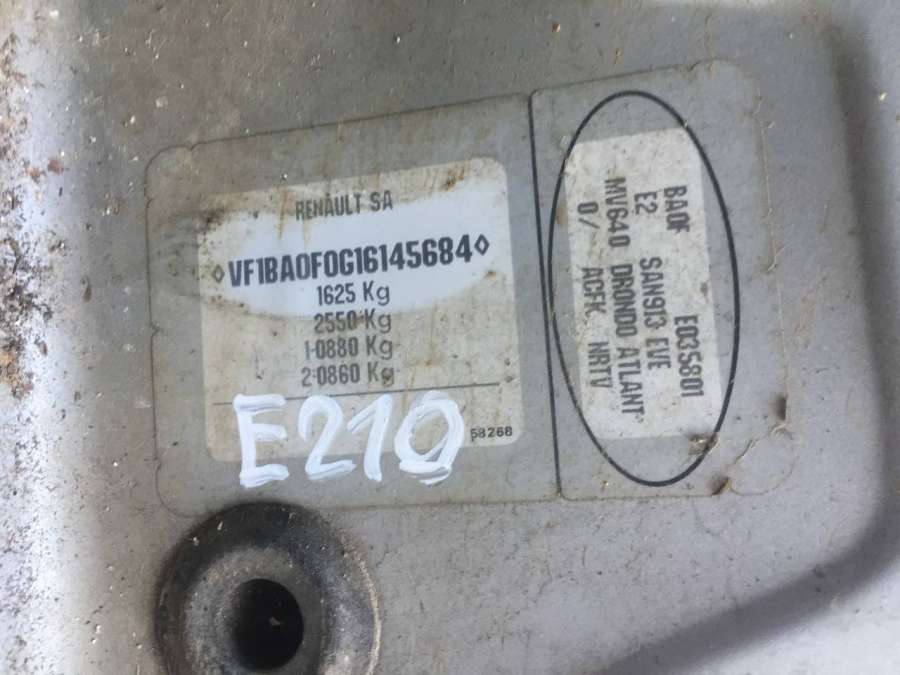 RENAULT SA
◊VF1BA0F0G16145684◊
1625 Kg
2550 Kg
1-0880 Kg
2-0860 Kg
58268
E210
BA0F E035801
E2 SAN913 EVE
MV640 DRONDO ATLANT
0/ ACFK NRTV